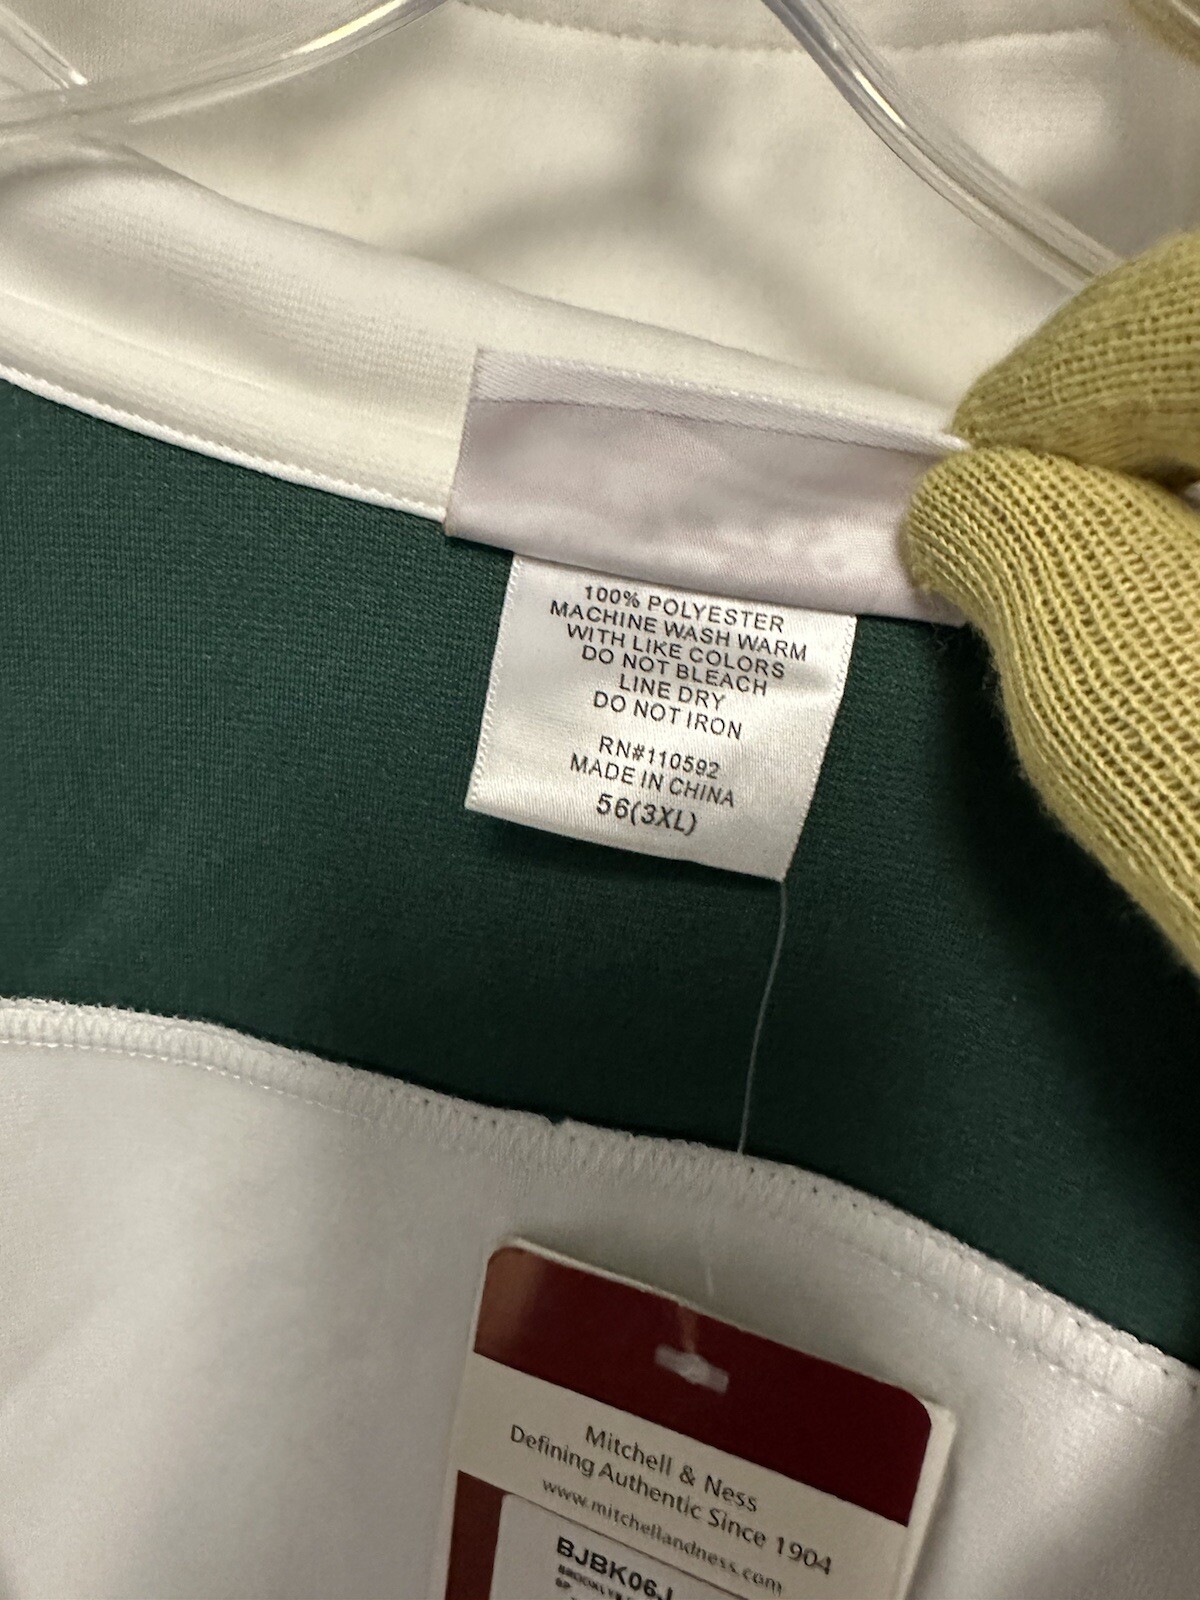 100% POLYESTER
MACHINE WASH WARM
WITH LIKE COLORS
DO NOT BLEACH
LINE DRY
DO NOT IRON
RN#110592
MADE IN CHINA
56(3XL)
Mitchell & Ness
Defining Authentic Since 1904
www.mitchellandness.com